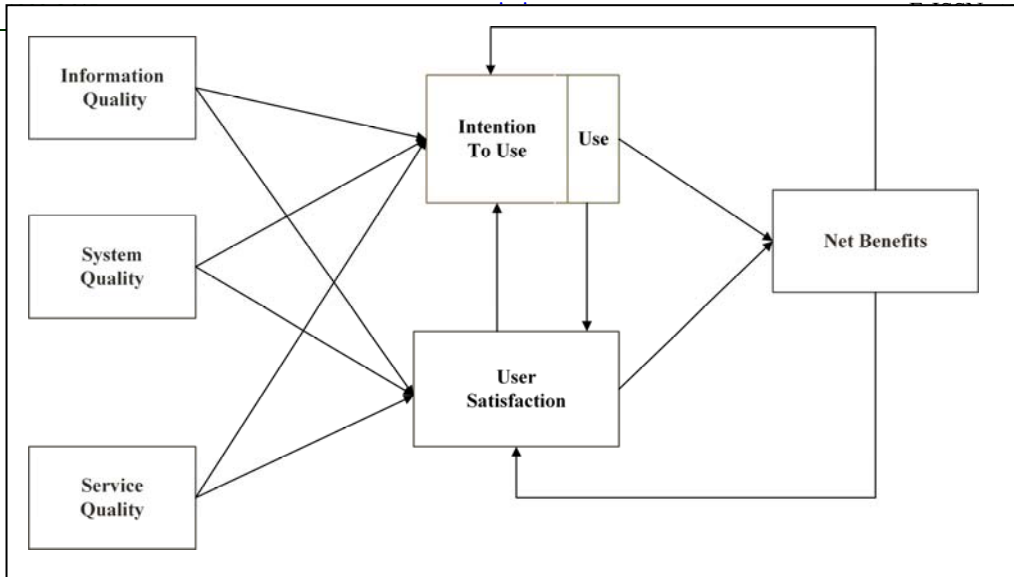 Information
Quality
Intention
To Use
Use
System
Quality
Net Benefits
User
Satisfaction
Service
Quality